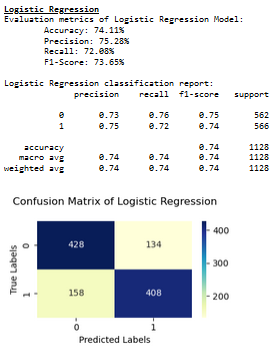 Logistic Regression
Evaluation metrics of Logistic Regression Model:
Accuracy: 74.11%
Precision: 75.28%
Recall: 72.08%
F1-Score: 73.65%
Logistic Regression classification report:
precision recall f1-score support
0 0.73 0.76 0.75 562
1 0.75 0.72 0.74 566
accuracy 0.74 1128
macro avg 0.74 0.74 0.74 1128
weighted avg 0.74 0.74 0.74 1128
Confusion Matrix of Logistic Regression
True Labels
0 428 134
1 158 408
0 1
Predicted Labels
400
300
200